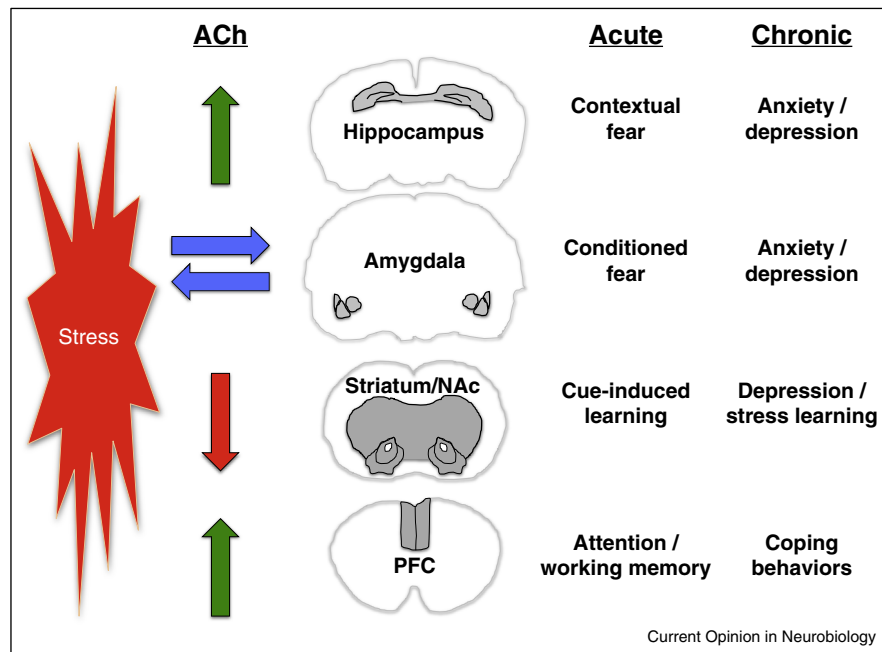 ACh
Acute
Chronic
Stress
Hippocampus
Contextual
fear
Anxiety /
depression
Amygdala
Conditioned
fear
Anxiety /
depression
Striatum/NAc
Cue-induced
learning
Depression /
stress learning
PFC
Attention /
working memory
Coping
behaviors
Current Opinion in Neurobiology